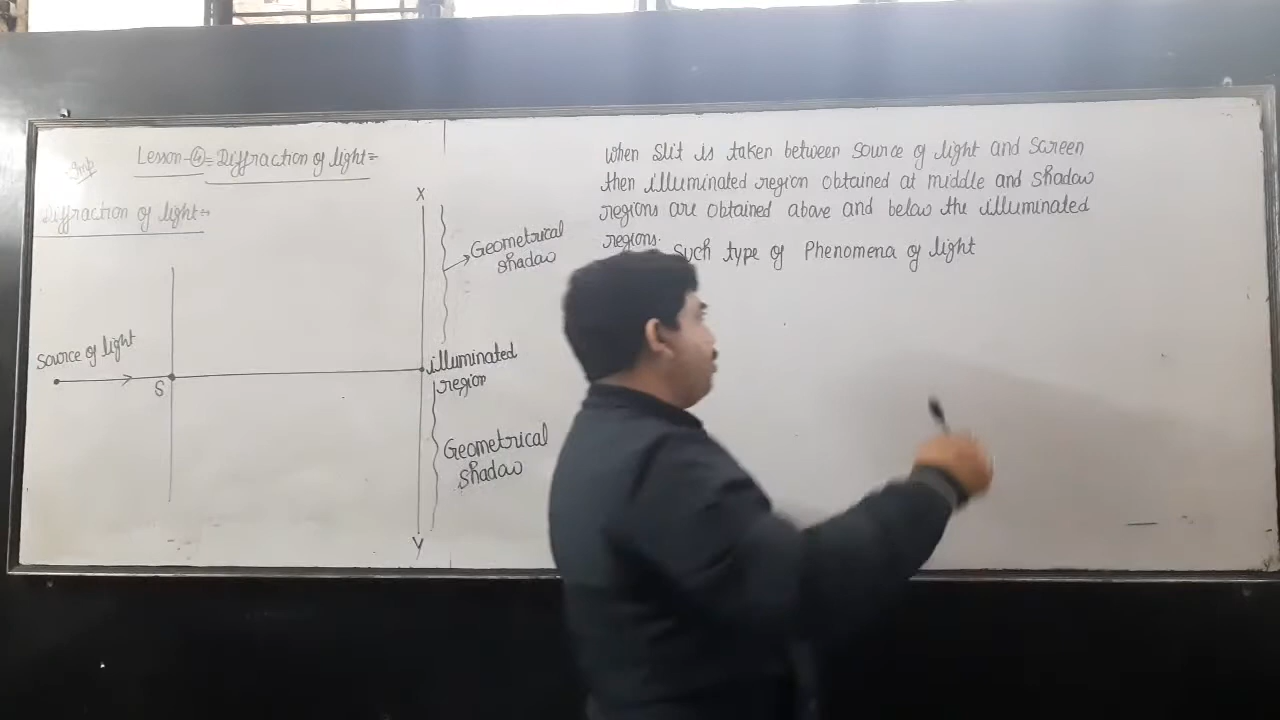 Imp
Lesson-④= Diffraction of light=
Diffraction of light=
X
Geometrical
shadow
Source of light
S
illuminated
region
Geometrical
shadow
Y
When slit is taken between source of light and screen
then illuminated region obtained at middle and shadow
regions are obtained above and below the illuminated
regions.
Such type of Phenomena of light